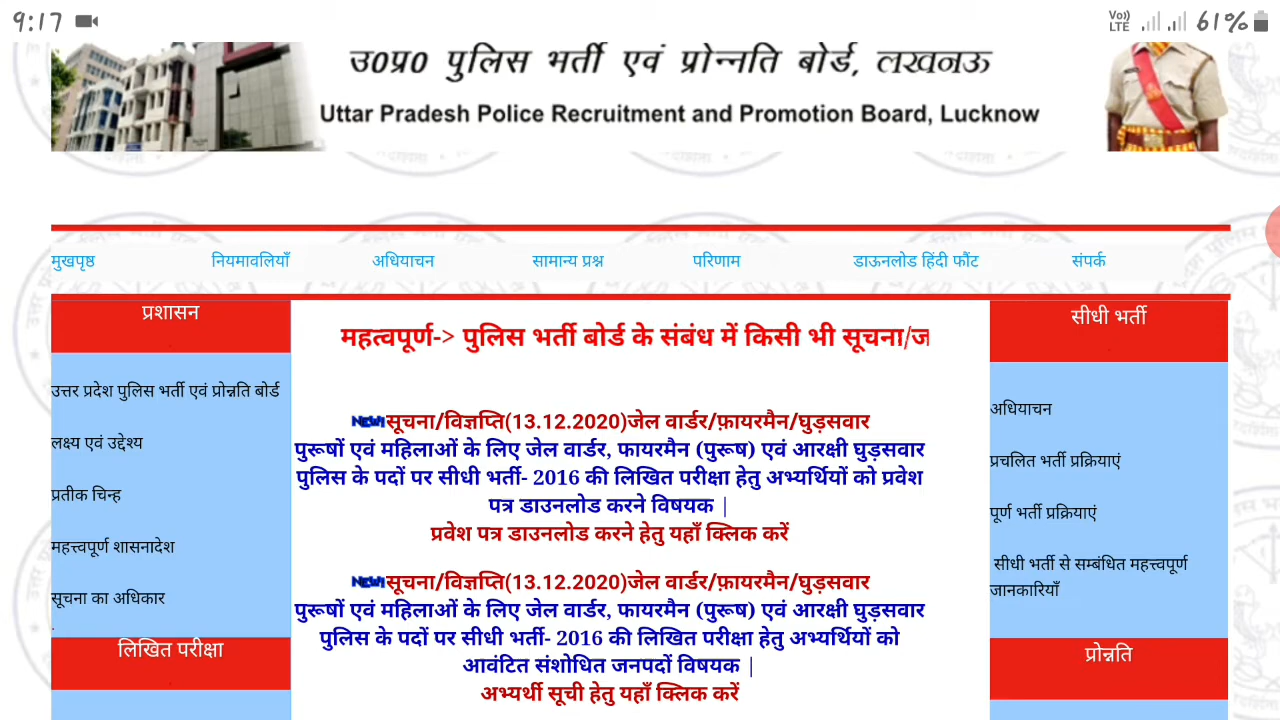 9:17
Vo)) LTE 61%
उ0प्र0 पुलिस भर्ती एवं प्रोन्नति बोर्ड, लखनऊ
Uttar Pradesh Police Recruitment and Promotion Board, Lucknow
मुखपृष्ठ नियमावलियाँ अधियाचन सामान्य प्रश्न परिणाम डाऊनलोड हिंदी फौंट संपर्क
प्रशासन
उत्तर प्रदेश पुलिस भर्ती एवं प्रोन्नति बोर्ड
लक्ष्य एवं उद्देश्य
प्रतीक चिन्ह
महत्त्वपूर्ण शासनादेश
सूचना का अधिकार
लिखित परीक्षा
महत्वपूर्ण-> पुलिस भर्ती बोर्ड के संबंध में किसी भी सूचना/ज
NEW! सूचना/विज्ञप्ति(13.12.2020)जेल वार्डर/फ़ायरमैन/घुड़सवार
पुरूषों एवं महिलाओं के लिए जेल वार्डर, फायरमैन (पुरूष) एवं आरक्षी घुड़सवार
पुलिस के पदों पर सीधी भर्ती- 2016 की लिखित परीक्षा हेतु अभ्यर्थियों को प्रवेश
पत्र डाउनलोड करने विषयक |
प्रवेश पत्र डाउनलोड करने हेतु यहाँ क्लिक करें
NEW! सूचना/विज्ञप्ति(13.12.2020)जेल वार्डर/फ़ायरमैन/घुड़सवार
पुरूषों एवं महिलाओं के लिए जेल वार्डर, फायरमैन (पुरूष) एवं आरक्षी घुड़सवार
पुलिस के पदों पर सीधी भर्ती- 2016 की लिखित परीक्षा हेतु अभ्यर्थियों को
आवंटित संशोधित जनपदों विषयक |
अभ्यर्थी सूची हेतु यहाँ क्लिक करें
सीधी भर्ती
अधियाचन
प्रचलित भर्ती प्रक्रियाएं
पूर्ण भर्ती प्रक्रियाएं
सीधी भर्ती से सम्बंधित महत्त्वपूर्ण
जानकारियाँ
प्रोन्नति